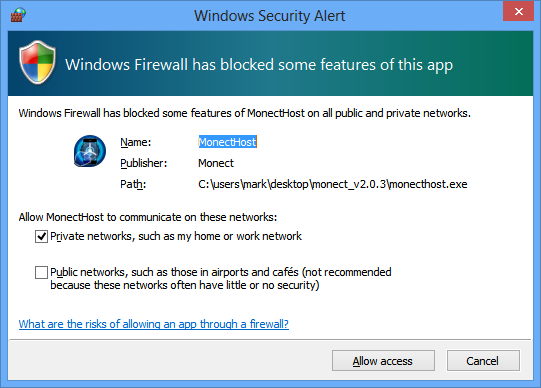 Windows Security Alert
Windows Firewall has blocked some features of this app
Windows Firewall has blocked some features of MonectHost on all public and private networks.
Name: MonectHost
Publisher: Monect
Path: C:\users\mark\desktop\monect_v2.0.3\monecthost.exe
Allow MonectHost to communicate on these networks:
Private networks, such as my home or work network
Public networks, such as those in airports and cafés (not recommended
because these networks often have little or no security)
What are the risks of allowing an app through a firewall?
Allow access Cancel